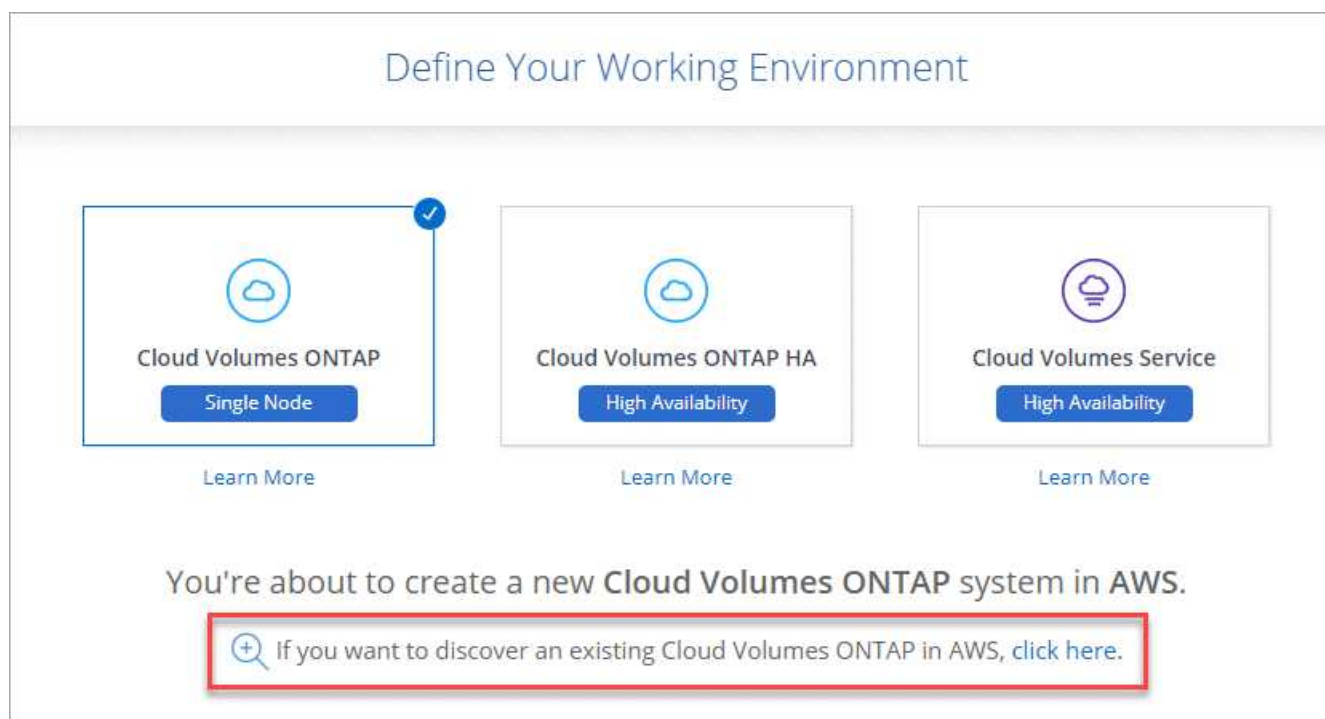 Define Your Working Environment
Cloud Volumes ONTAP
Single Node
Learn More
Cloud Volumes ONTAP HA
High Availability
Learn More
Cloud Volumes Service
High Availability
Learn More
You're about to create a new Cloud Volumes ONTAP system in AWS.
If you want to discover an existing Cloud Volumes ONTAP in AWS, click here.